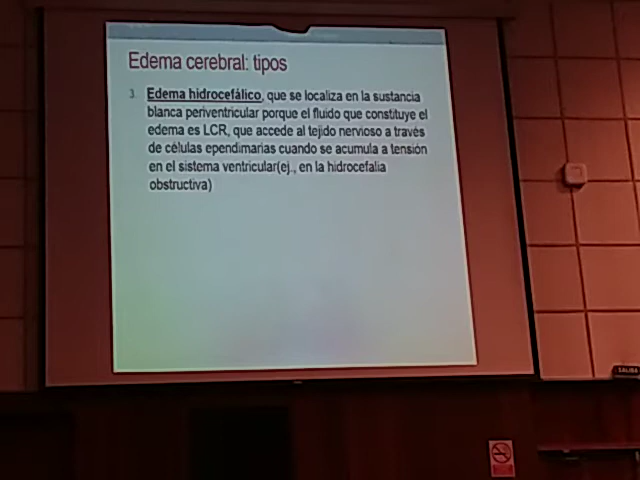 Edema cerebral: tipos
3. Edema hidrocefálico, que se localiza en la sustancia
blanca periventricular porque el fluido que constituye el
edema es LCR, que accede al tejido nervioso a través
de células ependimarias cuando se acumula a tensión
en el sistema ventricular(ej., en la hidrocefalia
obstructiva)
SALIDA